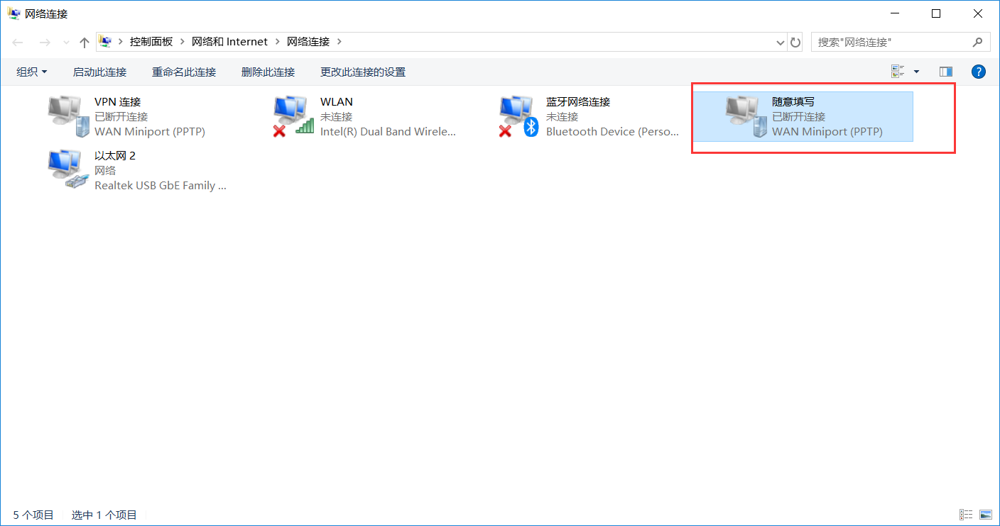 网络连接
控制面板 网络和 Internet 网络连接
搜索"网络连接"
组织 启动此连接 重命名此连接 删除此连接 更改此连接的设置
?
VPN 连接
已断开连接
WAN Miniport (PPTP)
WLAN
未连接
Intel(R) Dual Band Wirele...
蓝牙网络连接
未连接
Bluetooth Device (Perso...
随意填写
已断开连接
WAN Miniport (PPTP)
以太网 2
网络
Realtek USB GbE Family ...
5 个项目 选中 1 个项目